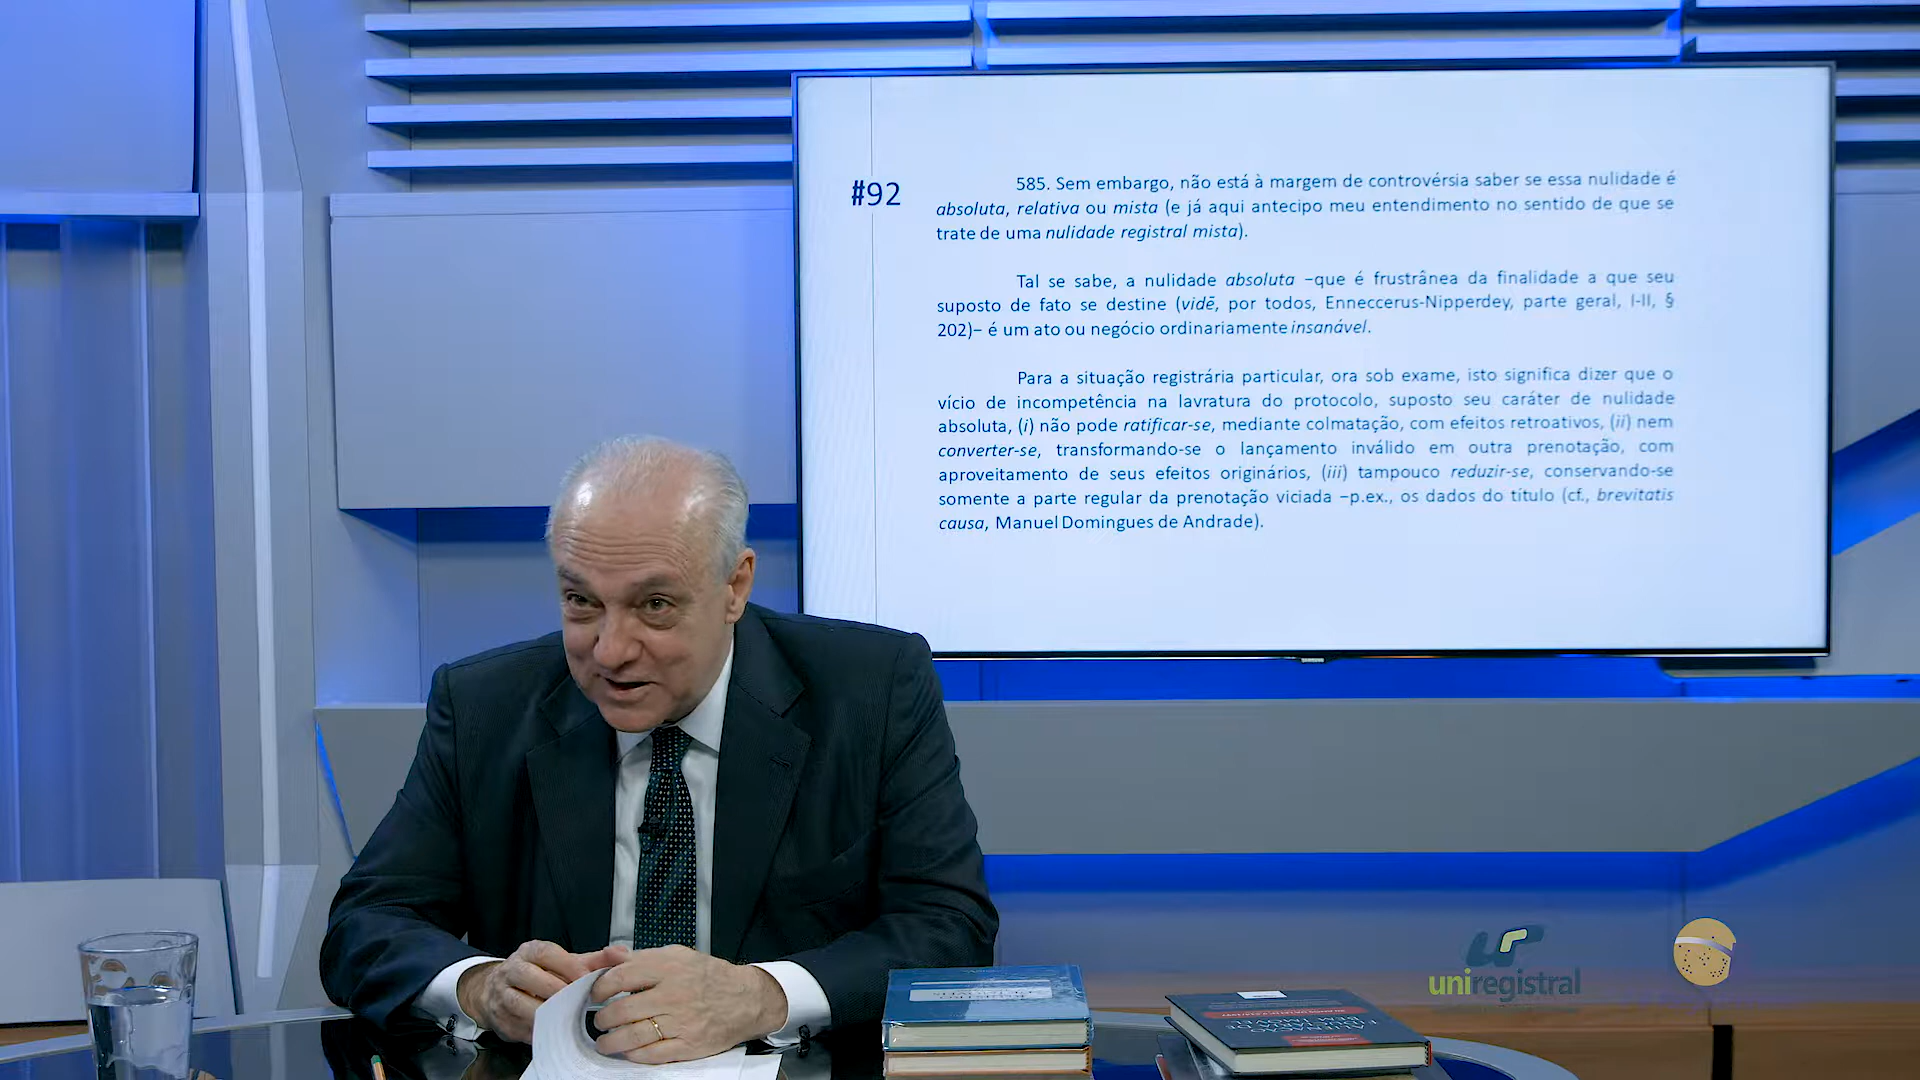 #92
585. Sem embargo, não está à margem de controvérsia saber se essa nulidade é
absoluta, relativa ou mista (e já aqui antecipo meu entendimento no sentido de que se
trate de uma nulidade registral mista).
Tal se sabe, a nulidade absoluta −que é frustrânea da finalidade a que seu
suposto de fato se destine (vidē, por todos, Enneccerus-Nipperdey, parte geral, I-II, §
202)− é um ato ou negócio ordinariamente insanável.
Para a situação registrária particular, ora sob exame, isto significa dizer que o
vício de incompetência na lavratura do protocolo, suposto seu caráter de nulidade
absoluta, (i) não pode ratificar-se, mediante colmatação, com efeitos retroativos, (ii) nem
converter-se, transformando-se o lançamento inválido em outra prenotação, com
aproveitamento de seus efeitos originários, (iii) tampouco reduzir-se, conservando-se
somente a parte regular da prenotação viciada −p.ex., os dados do título (cf., brevitatis
causa, Manuel Domingues de Andrade).
SAMSUNG
uniregistral